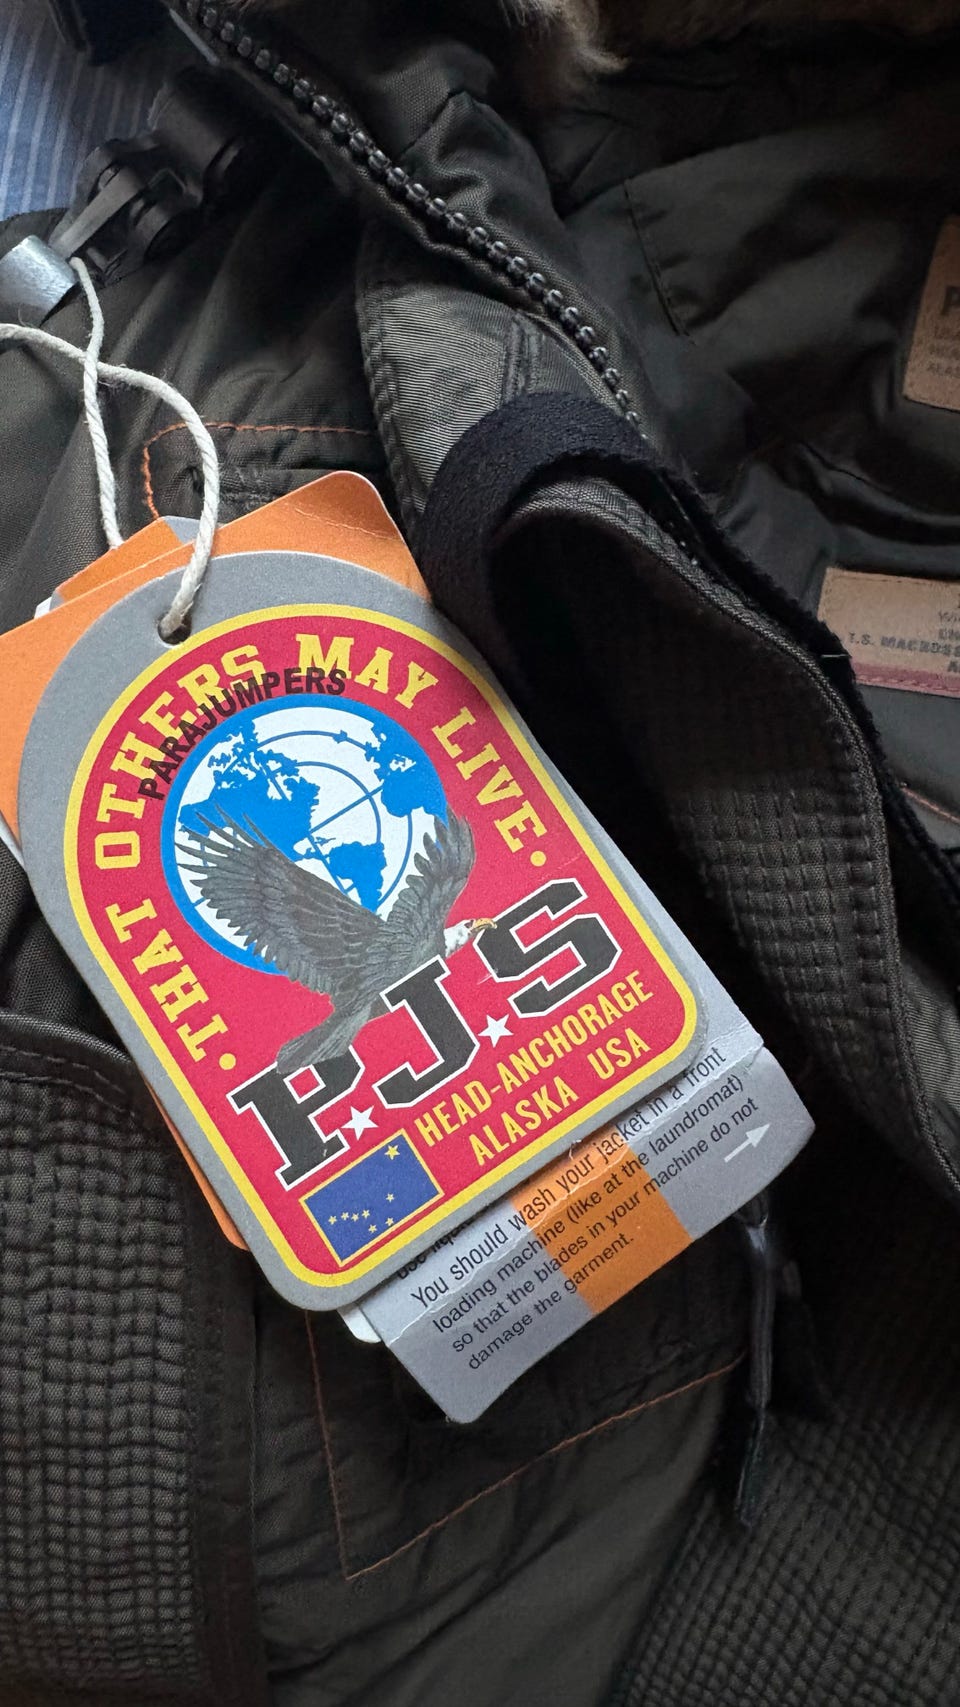 THAT OTHERS MAY LIVE.
PARAJUMPERS
PJS
HEAD-ANCHORAGE
ALASKA USA
You should wash your jacket in a front
loading machine (like at the laundromat)
so that the blades in your machine do not
damage the garment.